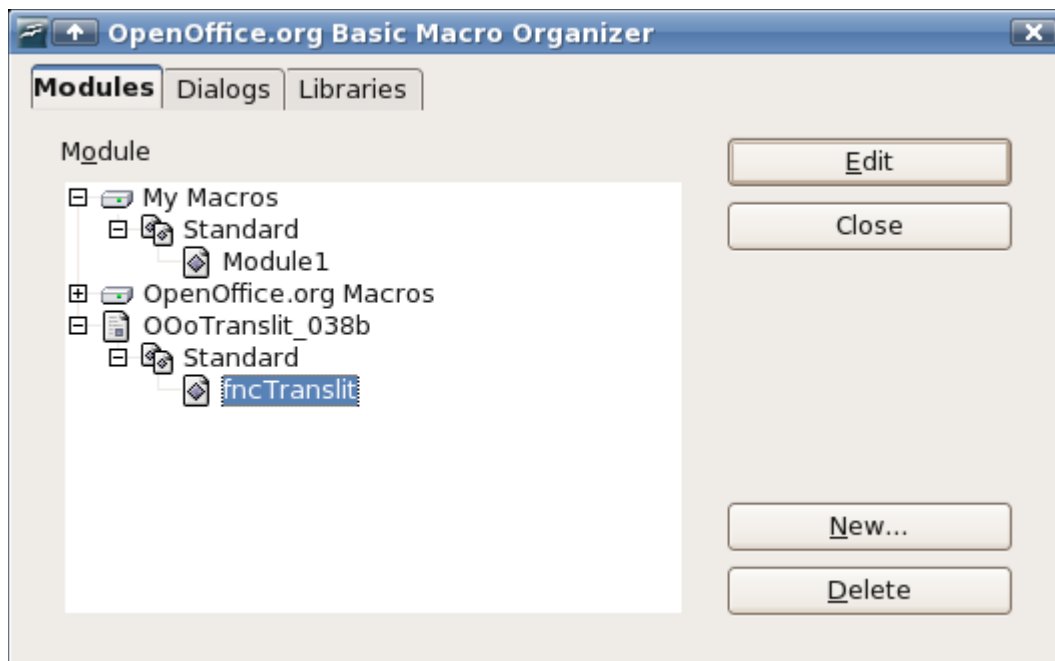 OpenOffice.org Basic Macro Organizer
Modules Dialogs Libraries
Module
My Macros
Standard
Module1
OpenOffice.org Macros
OOoTranslit_038b
Standard
fncTranslit
Edit
Close
New...
Delete